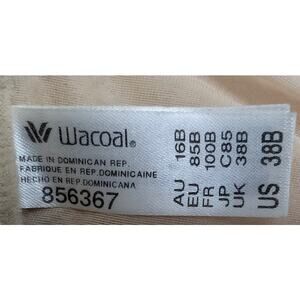 Wacoal®
MADE IN DOMINICAN REP.
FABRIQUE EN REP. DOMINICAINE
HECHO EN REP. DOMINICANA
856367
AU 16B
EU 85B
FR 100B
JP C85
UK 38B
US 38B